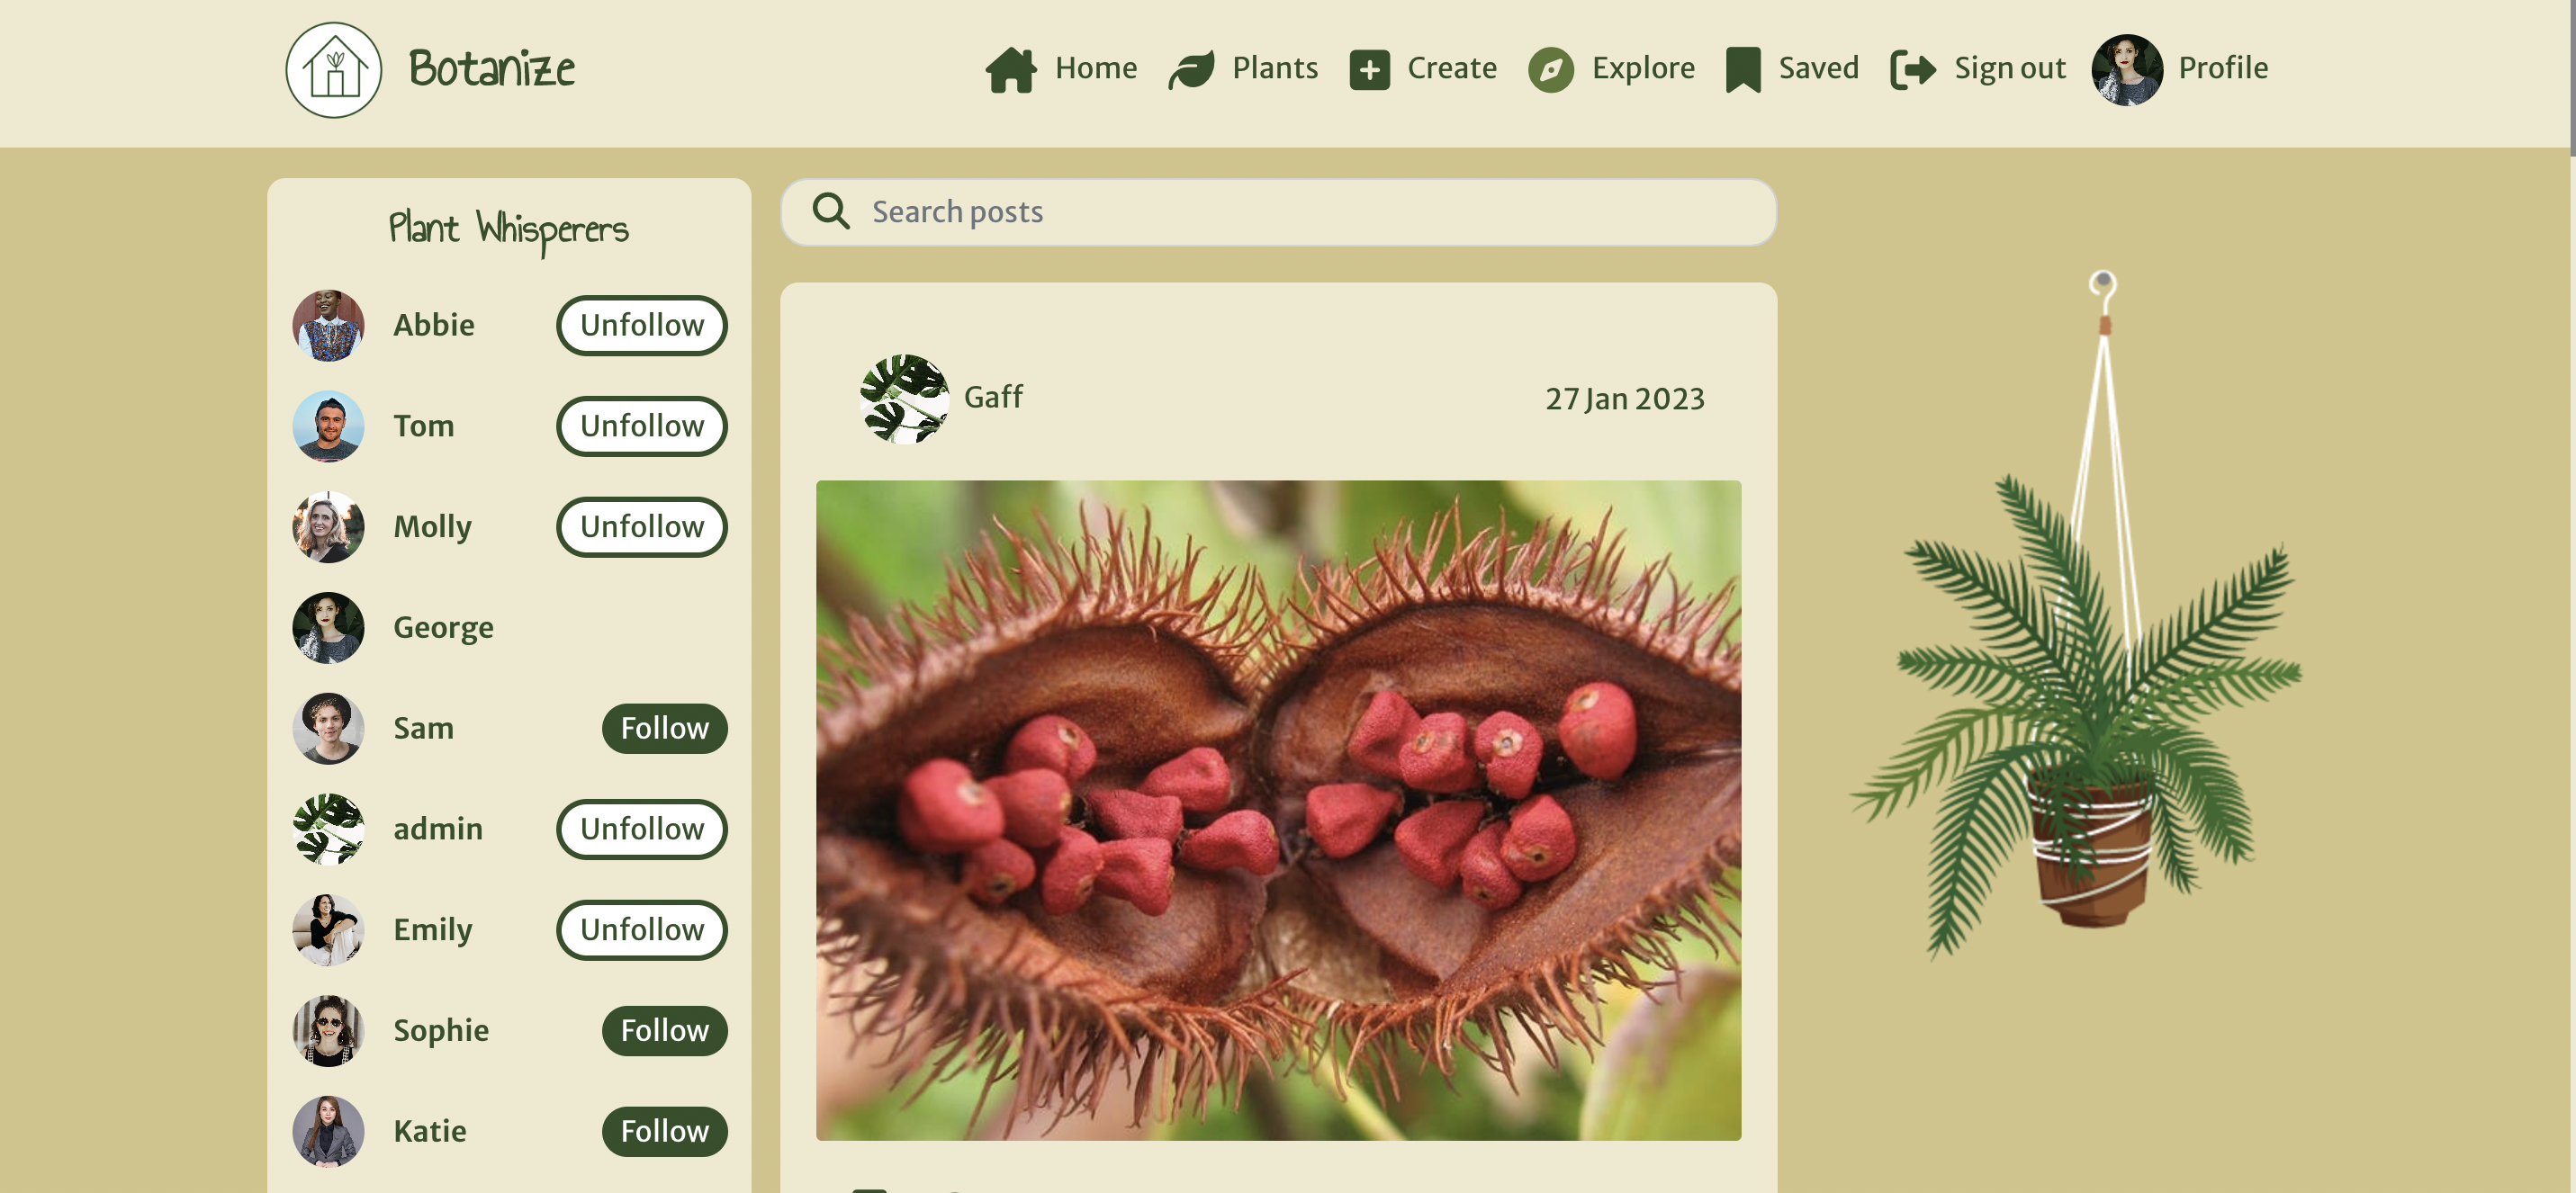 Botanize
Home Plants Create Explore Saved Sign out Profile
Plant Whisperers
Abbie Unfollow
Tom Unfollow
Molly Unfollow
George
Sam Follow
admin Unfollow
Emily Unfollow
Sophie Follow
Katie Follow
Search posts
Gaff 27 Jan 2023